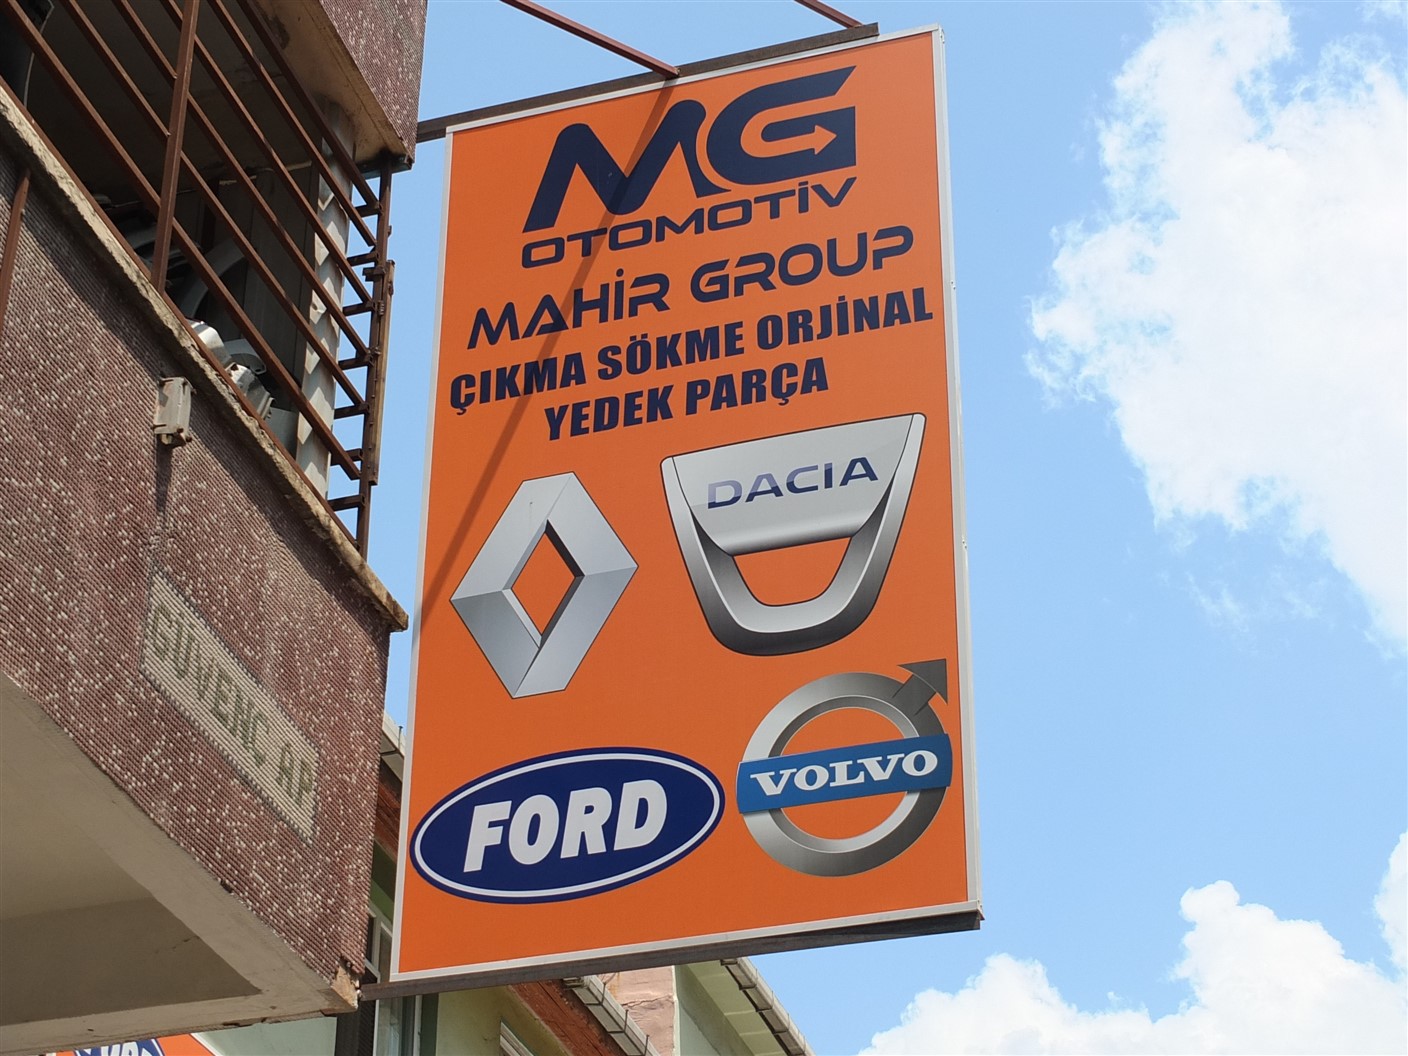 MG
OTOMOTİV
MAHİR GROUP
ÇIKMA SÖKME ORJİNAL
YEDEK PARÇA
DACIA
VOLVO
FORD
GÜVENÇ AP